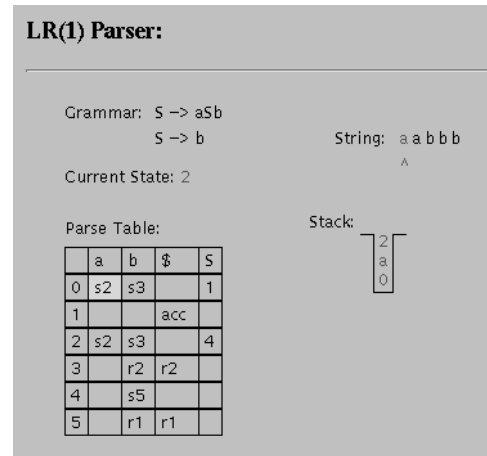 LR(1) Parser:
Grammar: S -> aSb
S -> b
String: a a b b b
^
Current State: 2
Parse Table:
Stack:
2
a
0
a b $ S
0 s2 s3 1
1 acc
2 s2 s3 4
3 r2 r2
4 s5
5 r1 r1